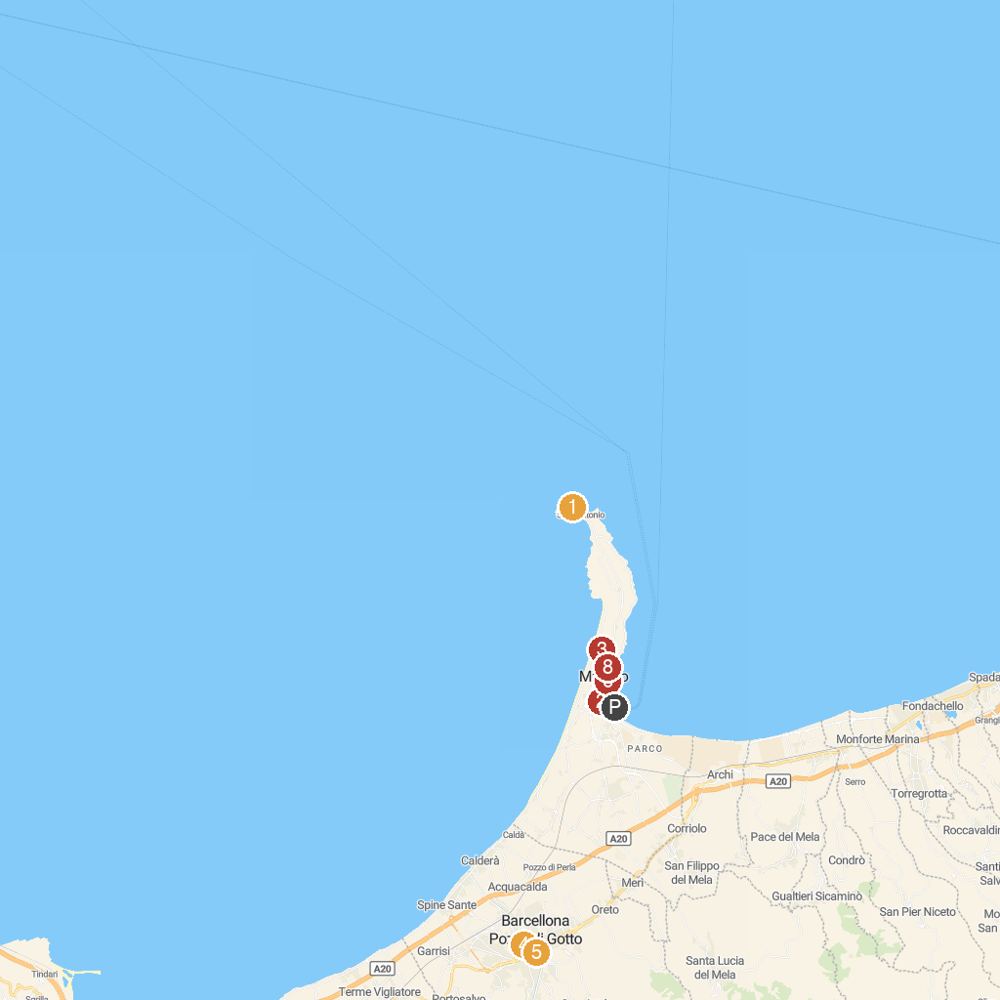 1
3
8
P
Spada
Fondachello
Monforte Marina
PARCO
Archi
A20
Serro
Torregrotta
Corriolo
Caldà
A20
Pace del Mela
Calderà
Pozzo di Perla
San Filippo
del Mela
Condrò
Acquacalda
Meri
Gualtieri Sicaminò
San Pier Niceto
Spine Sante
Oreto
Barcellona
5
Garrisi
A20
Santa Lucia
del Mela
Tindari
Terme Vigliatore
Portosalvo